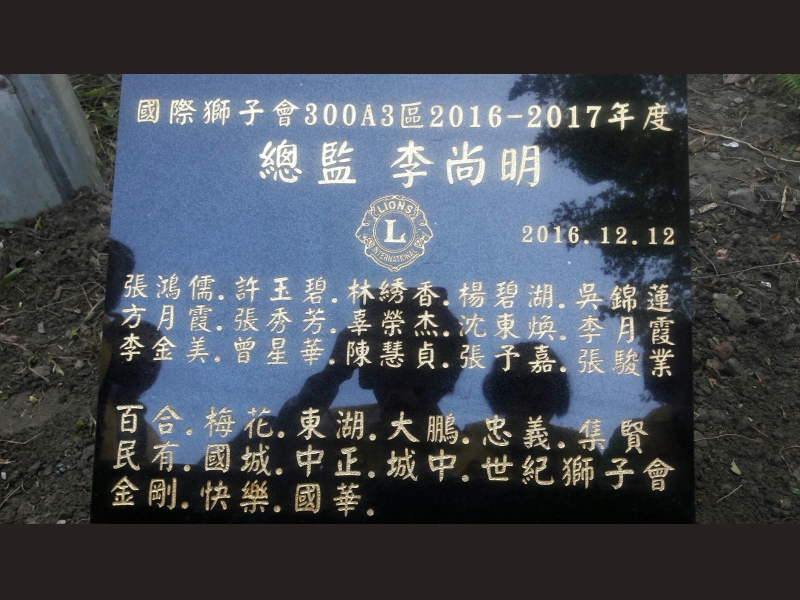 國際獅子會300A3區2016-2017年度
總監 李尚明
LIONS
L
INTERNATIONAL
2016.12.12
張鴻儒.許玉碧.林綉香.楊碧湖.吳錦蓮
方月霞.張秀芳.辜榮杰.沈東煥.李月霞
李金美.曾星華.陳慧貞.張予嘉.張駿業
百合.梅花.東湖.大鵬.忠義.集賢
民有.國城.中正.城中.世紀獅子會
金剛.快樂.國華.